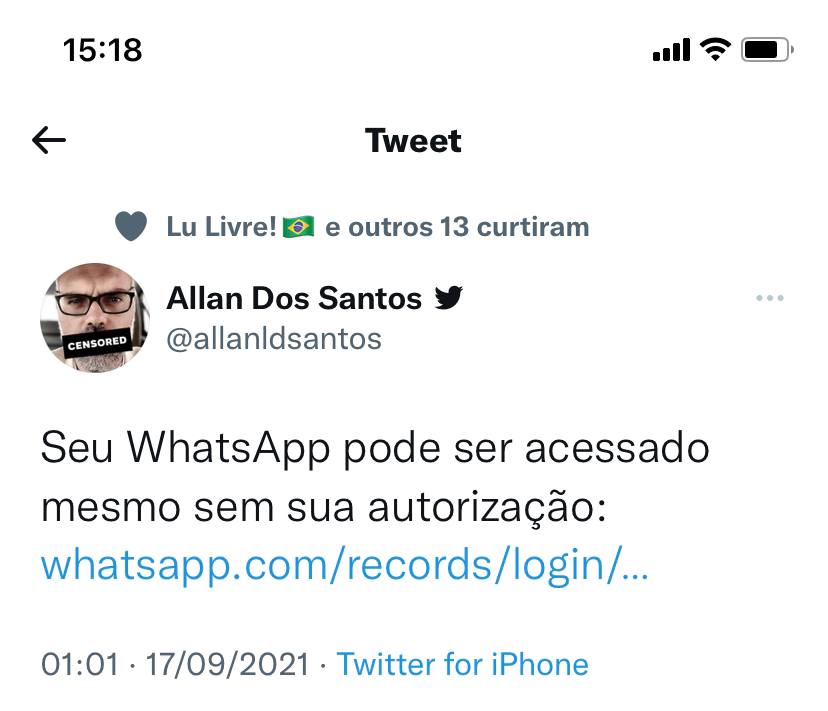 15:18
Tweet
Lu Livre! 🇧🇷 e outros 13 curtiram
Allan Dos Santos
CENSORED
@allanldsantos
Seu WhatsApp pode ser acessado
mesmo sem sua autorização:
whatsapp.com/records/login/...
01:01 · 17/09/2021 · Twitter for iPhone